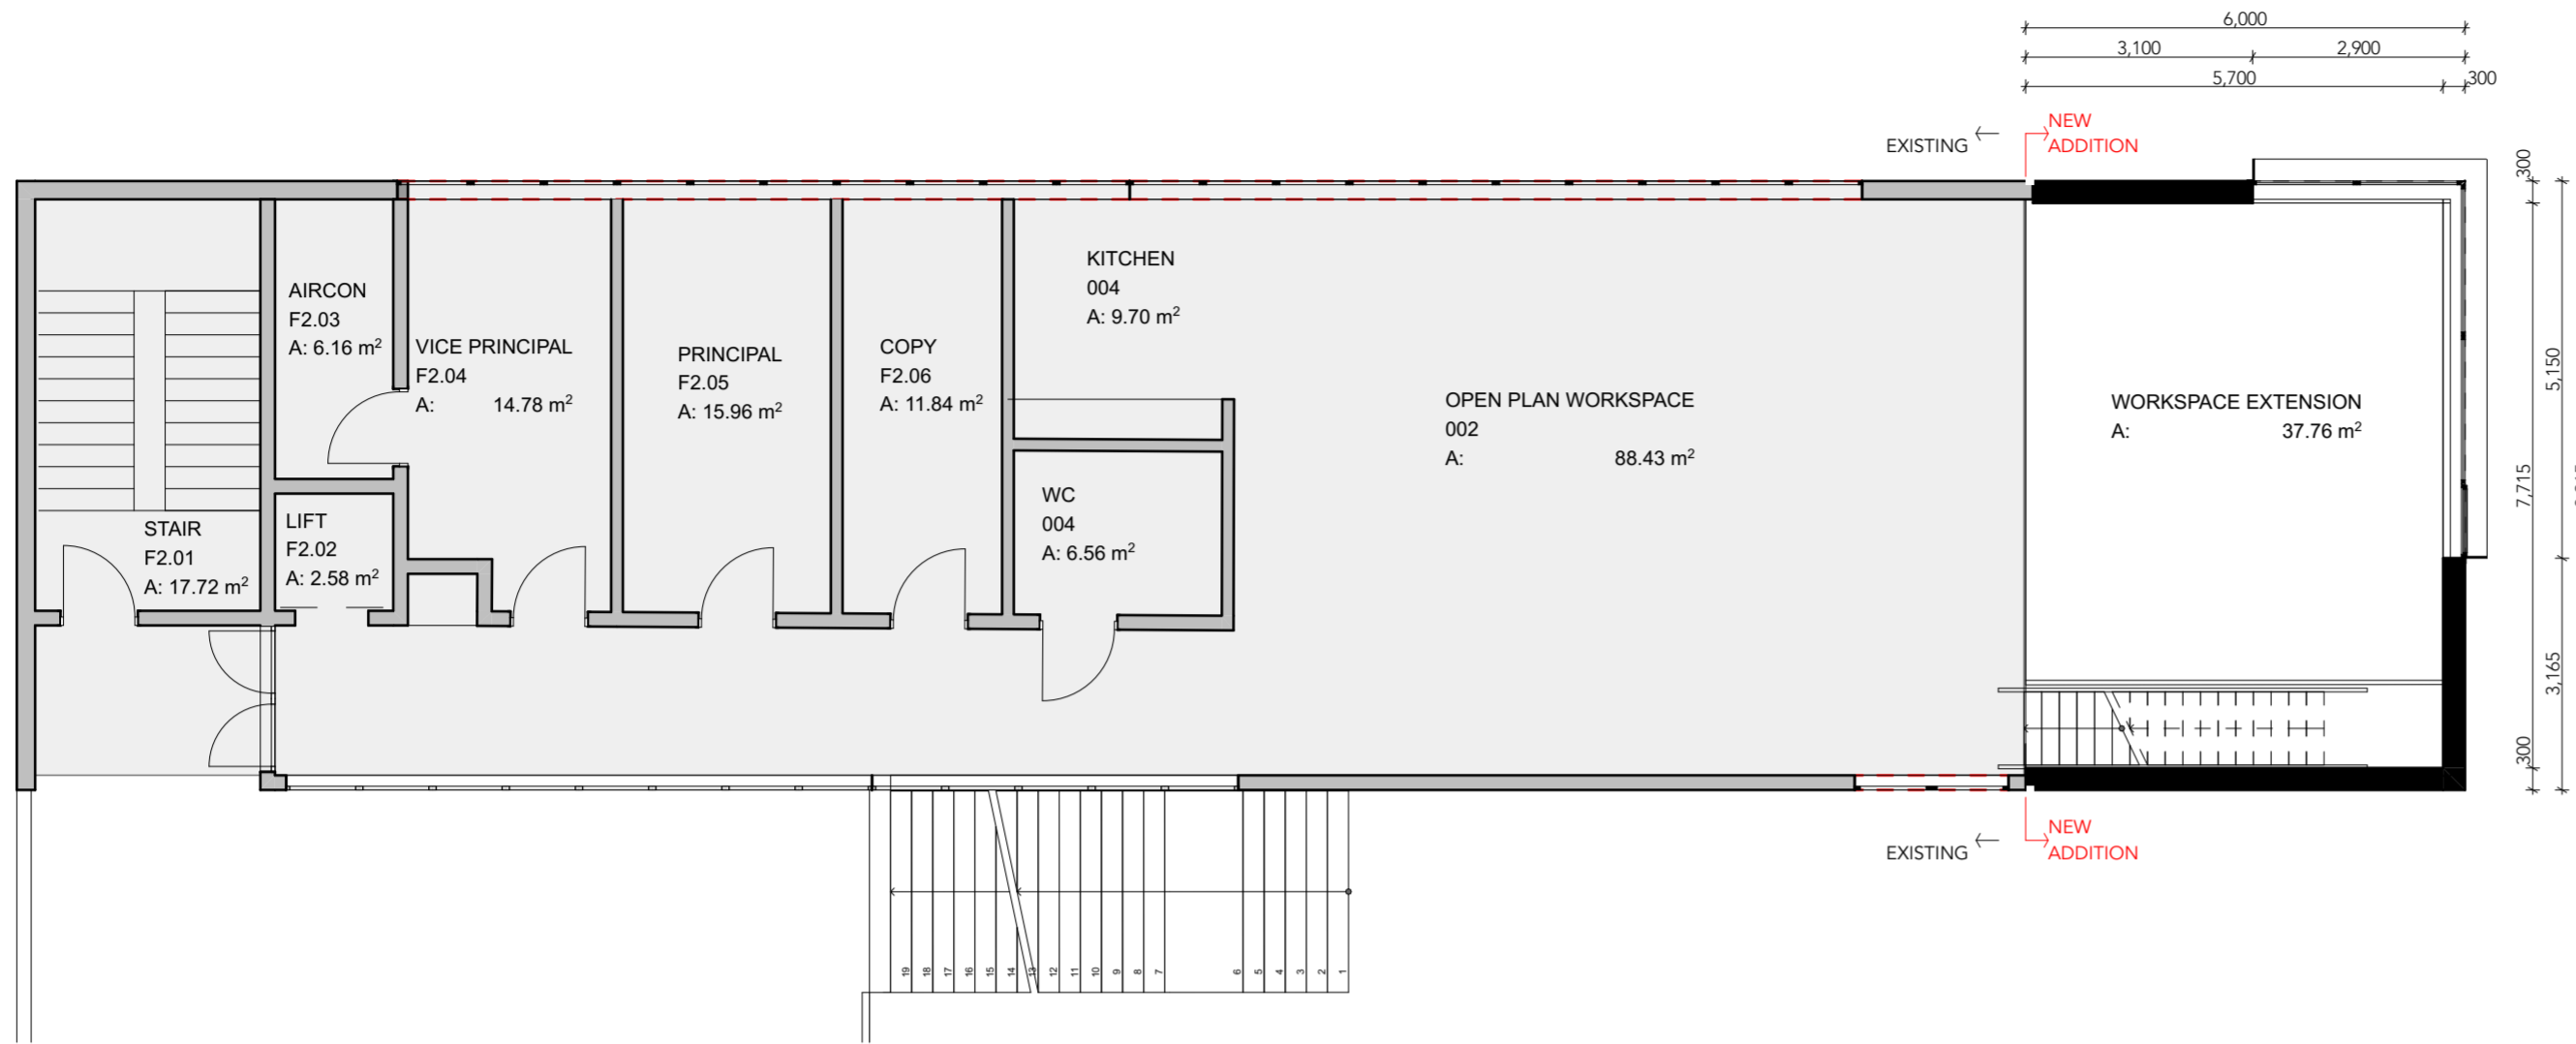 6,000
3,100
2,900
5,700
300
EXISTING
NEW
ADDITION
300
KITCHEN
004
A: 9.70 m²
AIRCON
F2.03
A: 6.16 m²
VICE PRINCIPAL
F2.04
A: 14.78 m²
PRINCIPAL
F2.05
A: 15.96 m²
COPY
F2.06
A: 11.84 m²
OPEN PLAN WORKSPACE
002
A: 88.43 m²
WORKSPACE EXTENSION
A: 37.76 m²
5,150
7,715
WC
004
A: 6.56 m²
STAIR
F2.01
A: 17.72 m²
LIFT
F2.02
A: 2.58 m²
3,165
300
EXISTING
NEW
ADDITION
19
18
17
16
15
14
13
12
11
10
9
8
7
6
5
4
3
2
1